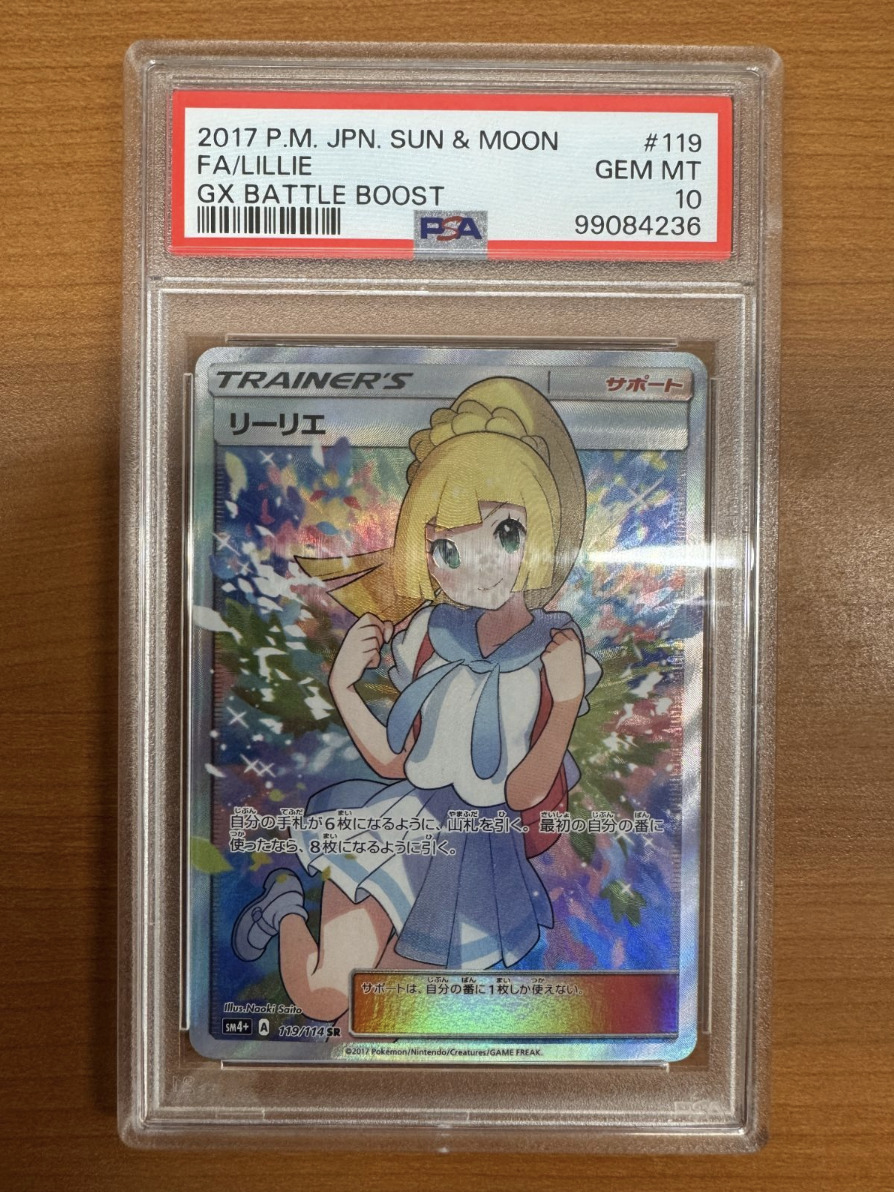 2017 P.M. JPN. SUN & MOON #119
FA/LILLIE GEM MT
GX BATTLE BOOST 10
PSA 99084236
TRAINER'S サポート
リーリエ
自分の手札が6枚になるように、山札を引く。最初の自分の番に
使ったなら、8枚になるように引く。
サポートは、自分の番に1枚しか使えない。
Illus. Naoki Saito
SM4+ A 119/114 SR
©2017 Pokémon/Nintendo/Creatures/GAME FREAK.